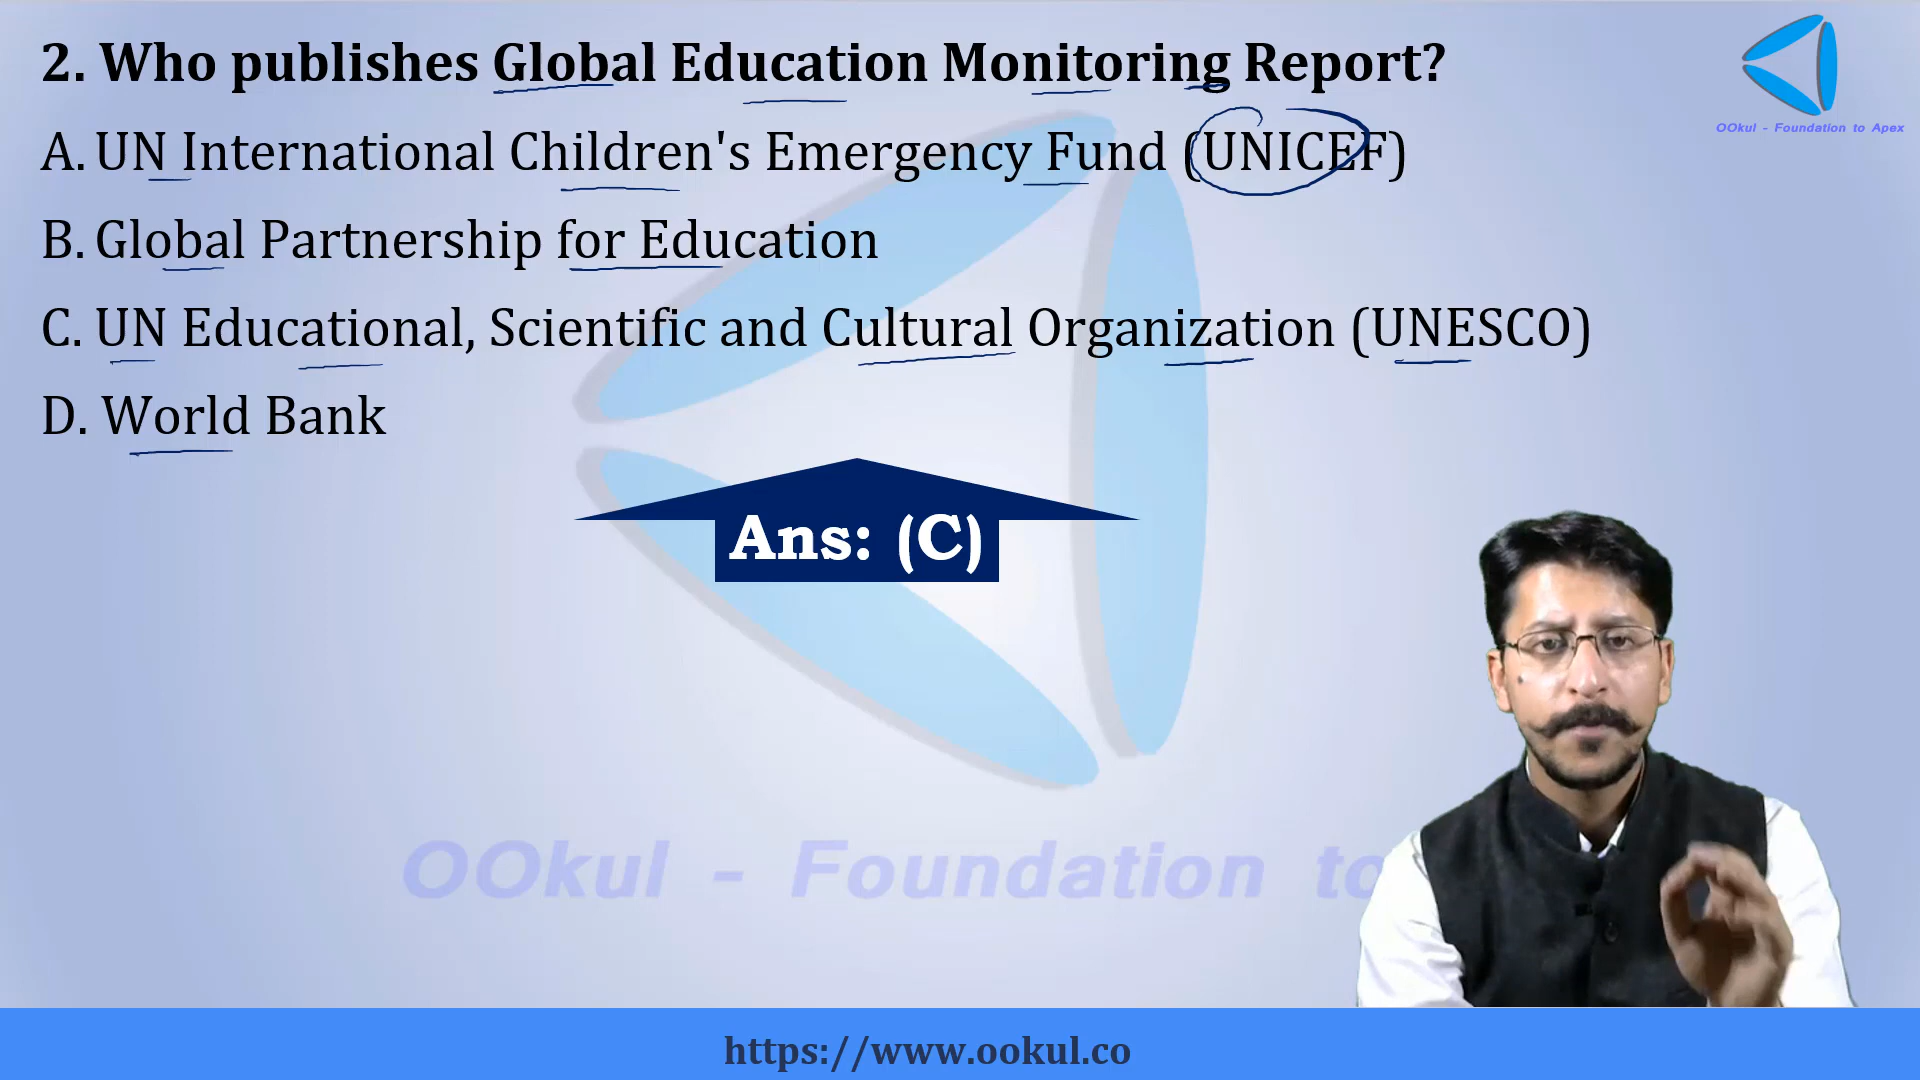 2. Who publishes Global Education Monitoring Report?
A. UN International Children's Emergency Fund (UNICEF)
B. Global Partnership for Education
C. UN Educational, Scientific and Cultural Organization (UNESCO)
D. World Bank
Ans: (C)
OOkul - Foundation to Apex
OOkul - Foundation to
https://www.ookul.co